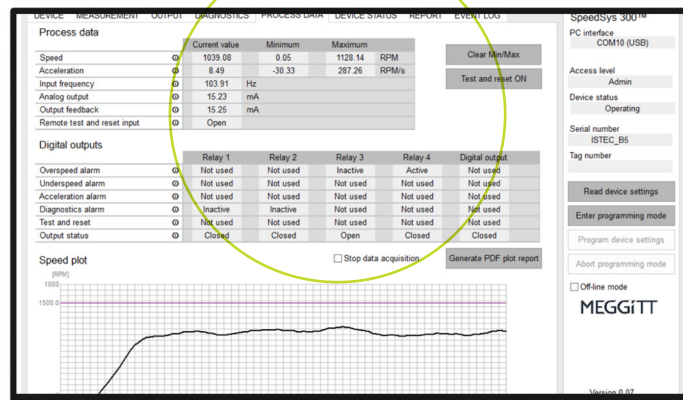 DEVICE MEASUREMENT OUTPUT DIAGNOSTICS PROCESS DATA DEVICE STATUS REPORT EVENT LOG
SpeedSys 300™
Process data
PC interface
COM10 (USB)
Current value Minimum Maximum
Speed 1039.08 0.05 1128.14 RPM
Acceleration 8.49 -30.33 287.26 RPM/s
Input frequency 103.91 Hz
Analog output 15.23 mA
Output feedback 15.25 mA
Remote test and reset input Open
Clear Min/Max
Test and reset ON
Access level
Admin
Device status
Operating
Serial number
ISTEC_B5
Tag number
Digital outputs
Relay 1 Relay 2 Relay 3 Relay 4 Digital output
Overspeed alarm Not used Not used Inactive Active Not used
Underspeed alarm Not used Not used Not used Not used Not used
Acceleration alarm Not used Not used Not used Not used Not used
Diagnostics alarm Inactive Inactive Not used Not used Not used
Test and reset Not used Not used Not used Not used Not used
Output status Closed Closed Open Closed Closed
Read device settings
Enter programming mode
Program device settings
Abort programming mode
Off-line mode
MEGGiTT
Speed plot
Stop data acquisition
Generate PDF plot report
[RPM]
1800
1500.0
Version 0.07